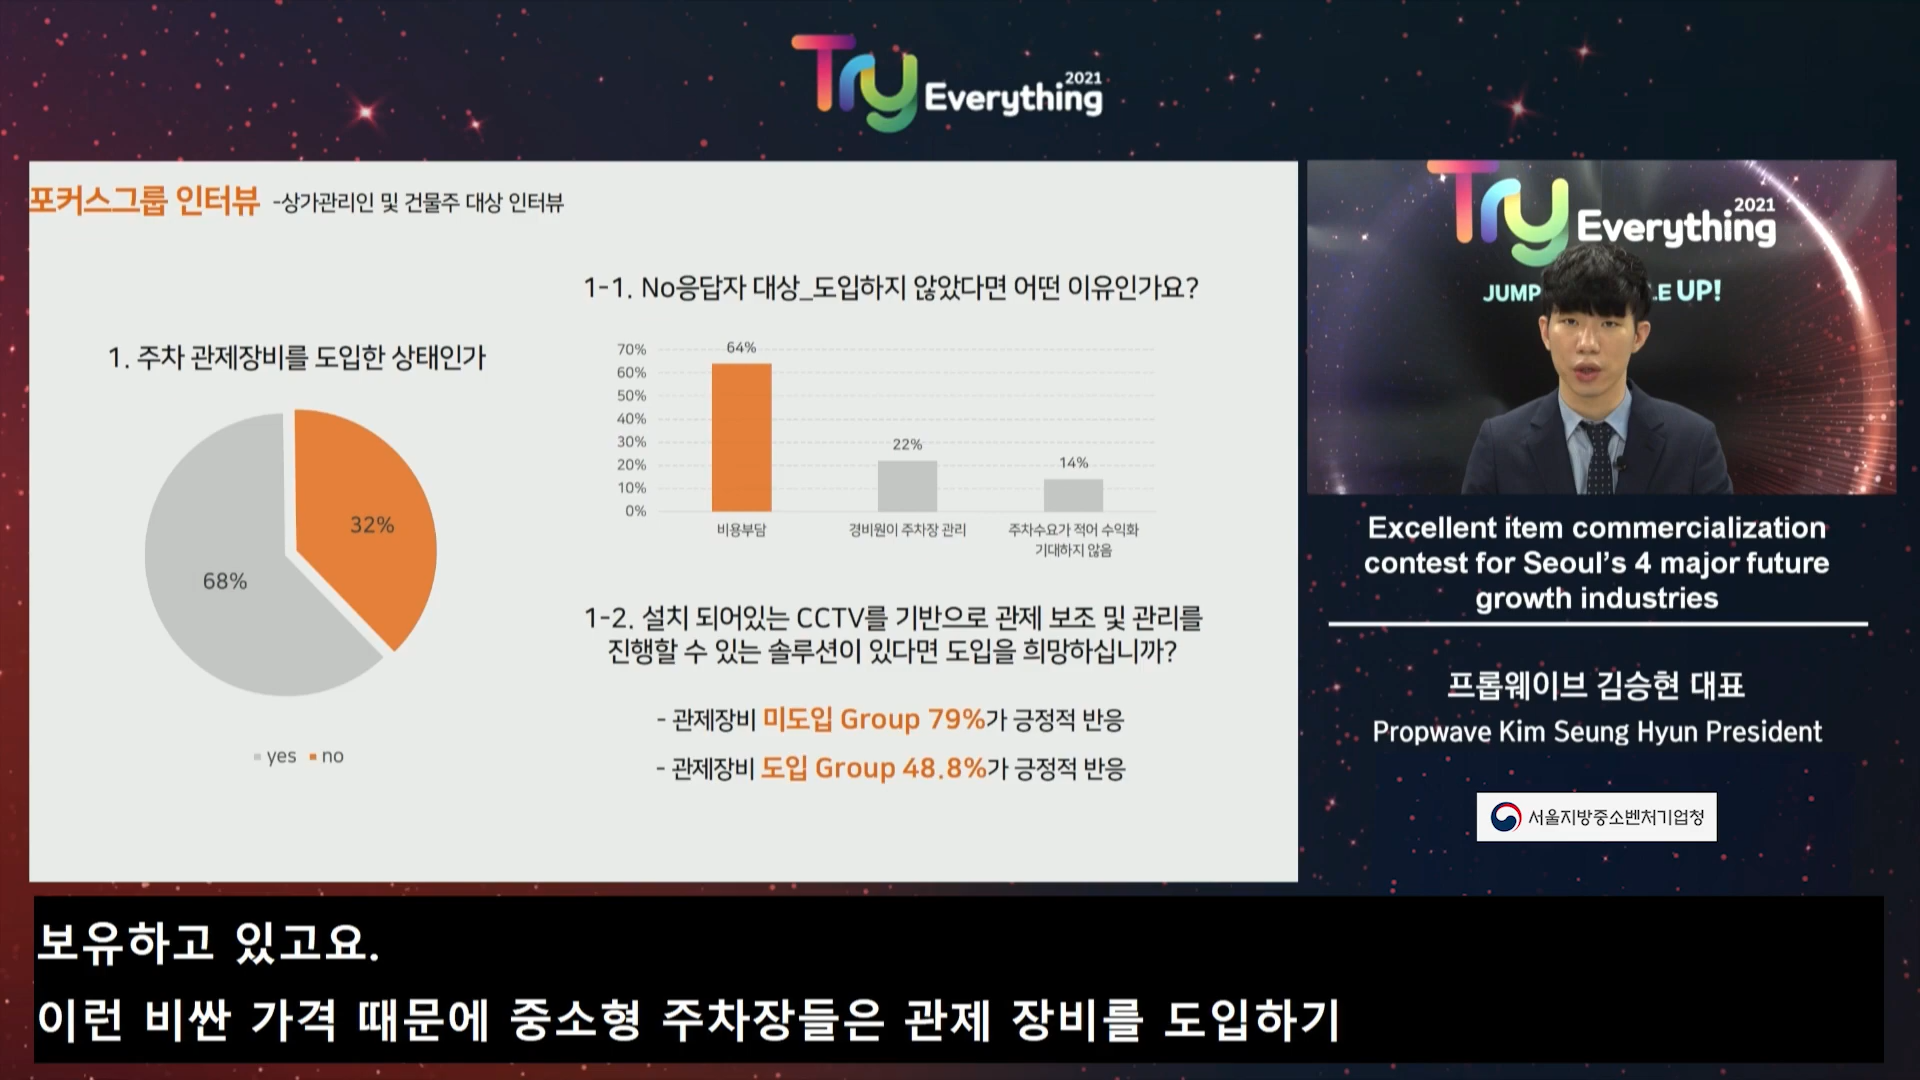 Try Everything 2021
포커스그룹 인터뷰 -상가관리인 및 건물주 대상 인터뷰
1. 주차 관제장비를 도입한 상태인가
32%
68%
yes no
1-1. No응답자 대상_도입하지 않았다면 어떤 이유인가요?
70%
60%
50%
40%
30%
20%
10%
0%
64%
22%
14%
비용부담
경비원이 주차장 관리
주차수요가 적어 수익화
기대하지 않음
1-2. 설치 되어있는 CCTV를 기반으로 관제 보조 및 관리를
진행할 수 있는 솔루션이 있다면 도입을 희망하십니까?
- 관제장비 미도입 Group 79%가 긍정적 반응
- 관제장비 도입 Group 48.8%가 긍정적 반응
Try Everything 2021
JUMP LE UP!
Excellent item commercialization
contest for Seoul’s 4 major future
growth industries
프롭웨이브 김승현 대표
Propwave Kim Seung Hyun President
서울지방중소벤처기업청
보유하고 있고요.
이런 비싼 가격 때문에 중소형 주차장들은 관제 장비를 도입하기